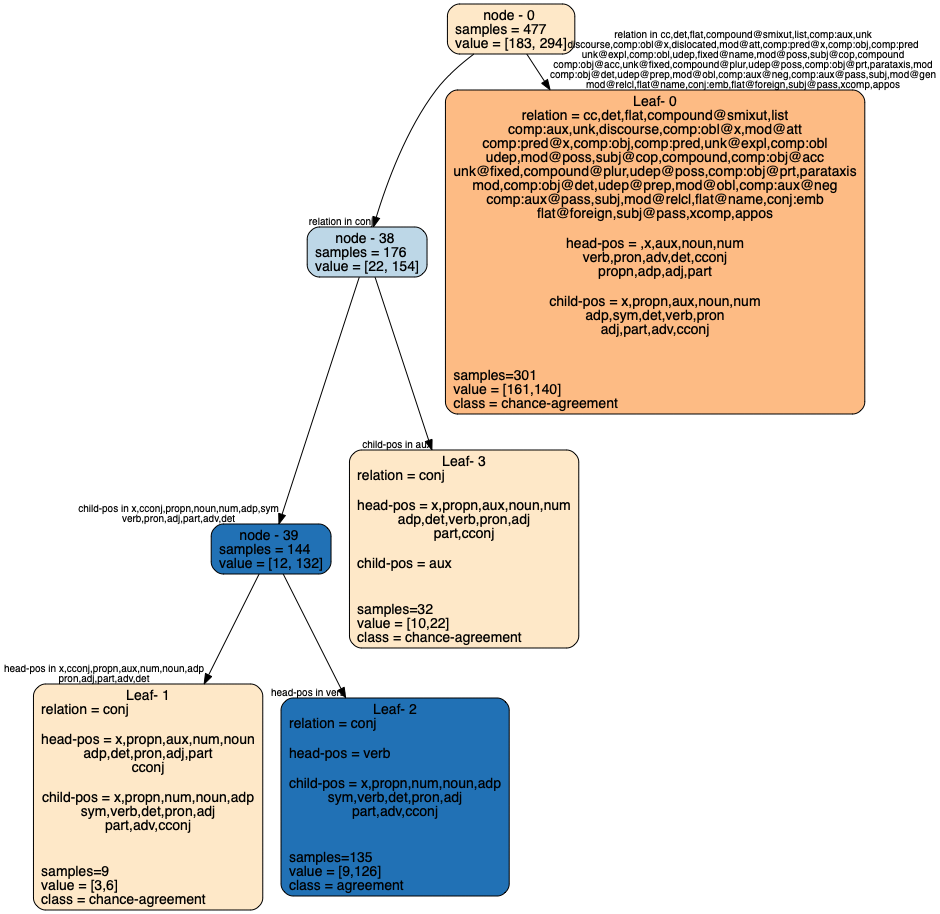 node - 0
samples = 477
value = [183, 294]
relation in cc,det,flat,compound@smixut,list,comp:aux,unk
discourse,comp:obl@x,dislocated,mod@att,comp:pred@x,comp:obj,comp:pred
unk@expl,comp:obl,udep,fixed@name,mod@poss,subj@cop,compound
comp:obj@acc,unk@fixed,compound@plur,udep@poss,comp:obj@prt,parataxis,mod
comp:obj@det,udep@prep,mod@obl,comp:aux@neg,comp:aux@pass,subj,mod@gen
mod@relcl,flat@name,conj:emb,flat@foreign,subj@pass,xcomp,appos
Leaf- 0
relation = cc,det,flat,compound@smixut,list
comp:aux,unk,discourse,comp:obl@x,mod@att
comp:pred@x,comp:obj,comp:pred,unk@expl,comp:obl
udep,mod@poss,subj@cop,compound,comp:obj@acc
unk@fixed,compound@plur,udep@poss,comp:obj@prt,parataxis
mod,comp:obj@det,udep@prep,mod@obl,comp:aux@neg
comp:aux@pass,subj,mod@relcl,flat@name,conj:emb
flat@foreign,subj@pass,xcomp,appos
head-pos = ,x,aux,noun,num
verb,pron,adv,det,cconj
propn,adp,adj,part
child-pos = x,propn,aux,noun,num
adp,sym,det,verb,pron
adj,part,adv,cconj
samples=301
value = [161,140]
class = chance-agreement
relation in conj
node - 38
samples = 176
value = [22, 154]
child-pos in aux
Leaf- 3
relation = conj
head-pos = x,propn,aux,noun,num
adp,det,verb,pron,adj
part,cconj
child-pos = aux
samples=32
value = [10,22]
class = chance-agreement
child-pos in x,cconj,propn,noun,num,adp,sym
verb,pron,adj,part,adv,det
node - 39
samples = 144
value = [12, 132]
head-pos in x,cconj,propn,aux,num,noun,adp
pron,adj,part,adv,det
Leaf- 1
relation = conj
head-pos = x,propn,aux,num,noun
adp,det,pron,adj,part
cconj
child-pos = x,propn,num,noun,adp
sym,verb,det,pron,adj
part,adv,cconj
samples=9
value = [3,6]
class = chance-agreement
head-pos in verb
Leaf- 2
relation = conj
head-pos = verb
child-pos = x,propn,num,noun,adp
sym,verb,det,pron,adj
part,adv,cconj
samples=135
value = [9,126]
class = agreement